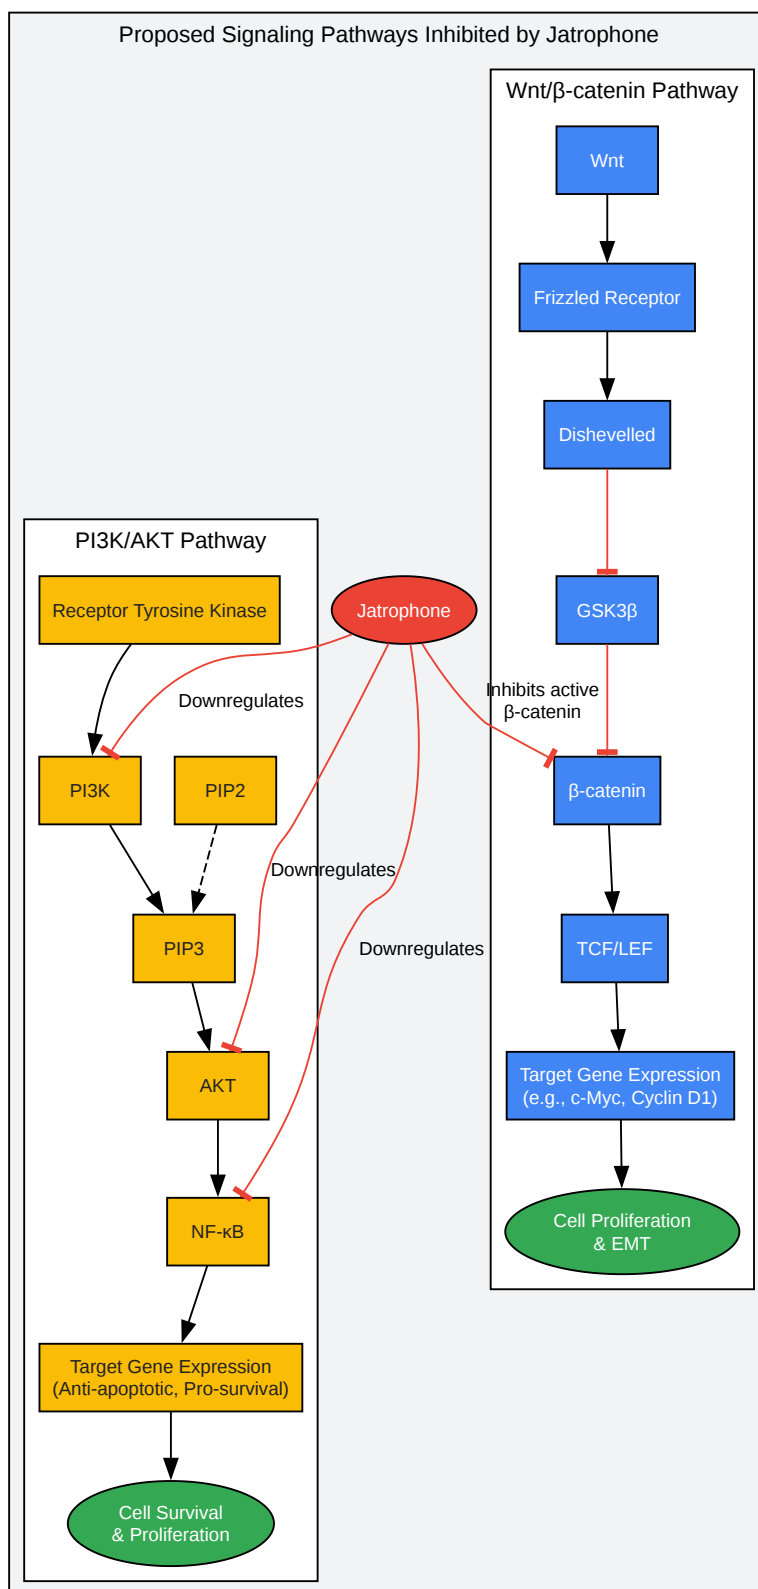 Proposed Signaling Pathways Inhibited by Jatrophone
Wnt/β-catenin Pathway
Wnt
Frizzled Receptor
Dishevelled
GSK3β
β-catenin
TCF/LEF
Target Gene Expression
(e.g., c-Myc, Cyclin D1)
Cell Proliferation
& EMT
PI3K/AKT Pathway
Receptor Tyrosine Kinase
PI3K
PIP2
PIP3
AKT
NF-κB
Target Gene Expression
(Anti-apoptotic, Pro-survival)
Cell Survival
& Proliferation
Jatrophone
Downregulates
Downregulates
Downregulates
Inhibits active
β-catenin